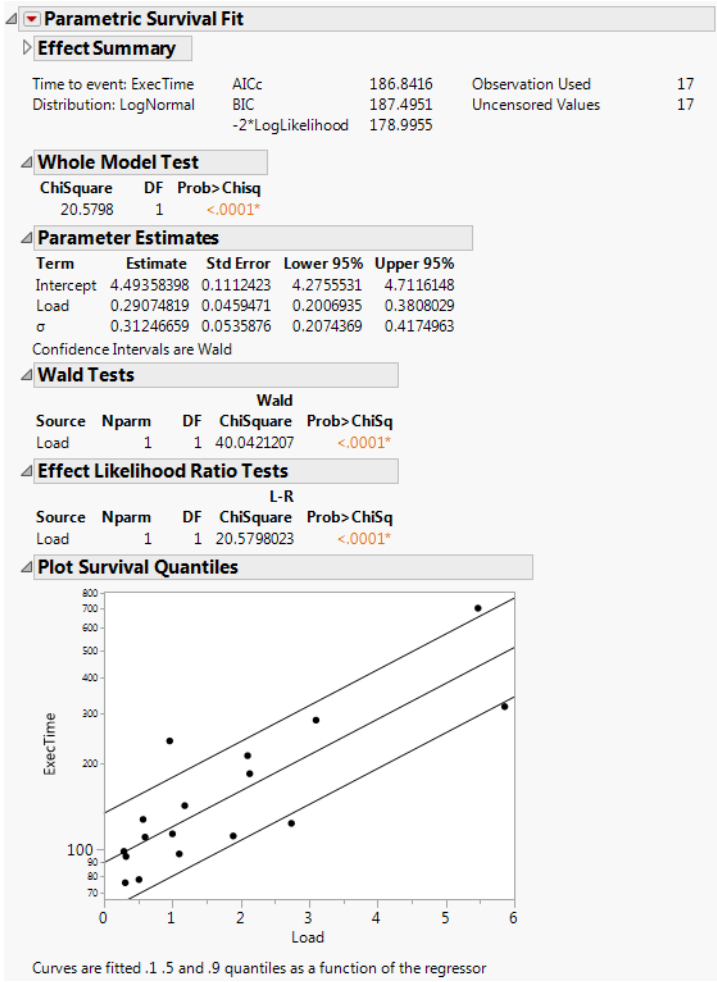 Parametric Survival Fit
Effect Summary
Time to event: ExecTime AICc 186.8416 Observation Used 17
Distribution: LogNormal BIC 187.4951 Uncensored Values 17
-2*LogLikelihood 178.9955
Whole Model Test
ChiSquare DF Prob>Chisq
20.5798 1 <.0001*
Parameter Estimates
Term Estimate Std Error Lower 95% Upper 95%
Intercept 4.49358398 0.1112423 4.2755531 4.7116148
Load 0.29074819 0.0459471 0.2006935 0.3808029
σ 0.31246659 0.0535876 0.2074369 0.4174963
Confidence Intervals are Wald
Wald Tests
Wald
Source Nparm DF ChiSquare Prob>ChiSq
Load 1 1 40.0421207 <.0001*
Effect Likelihood Ratio Tests
L-R
Source Nparm DF ChiSquare Prob>ChiSq
Load 1 1 20.5798023 <.0001*
Plot Survival Quantiles
800
700
600
500
400
300
200
100
90
80
70
ExecTime
0 1 2 3 4 5 6
Load
Curves are fitted .1 .5 and .9 quantiles as a function of the regressor